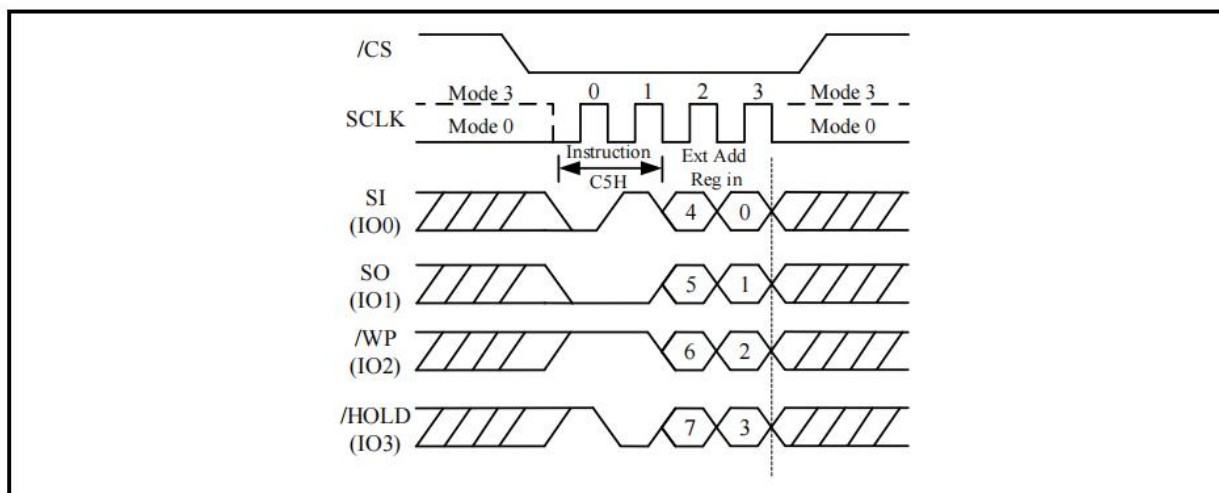 /CS
Mode 3 0 1 2 3 Mode 3
SCLK
Mode 0 Mode 0
Instruction Ext Add
C5H Reg in
SI
(IO0) 4 0
SO
(IO1) 5 1
/WP
(IO2) 6 2
/HOLD
(IO3) 7 3